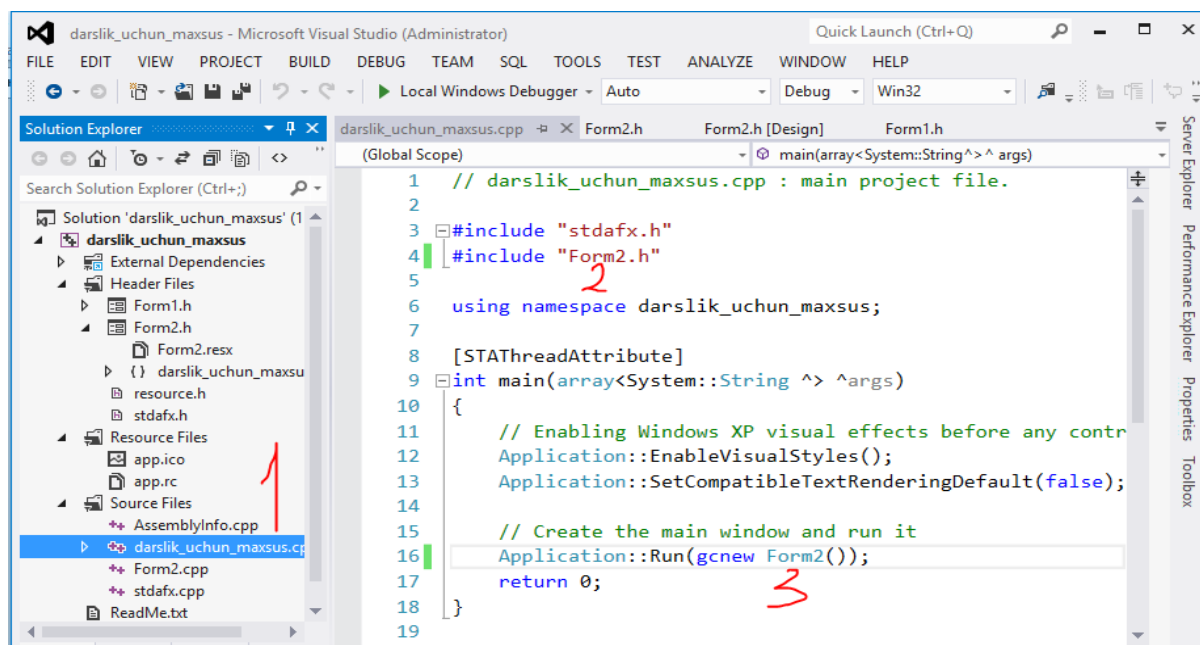 darslik_uchun_maxsus - Microsoft Visual Studio (Administrator)
Quick Launch (Ctrl+Q)
FILE EDIT VIEW PROJECT BUILD DEBUG TEAM SQL TOOLS TEST ANALYZE WINDOW HELP
Local Windows Debugger Auto Debug Win32
Solution Explorer
Search Solution Explorer (Ctrl+;)
Solution 'darslik_uchun_maxsus' (1
darslik_uchun_maxsus
External Dependencies
Header Files
Form1.h
Form2.h
Form2.resx
{} darslik_uchun_maxsu
resource.h
stdafx.h
Resource Files
app.ico
app.rc
Source Files
AssemblyInfo.cpp
darslik_uchun_maxsus.cp
Form2.cpp
stdafx.cpp
ReadMe.txt
1
darslik_uchun_maxsus.cpp Form2.h Form2.h [Design] Form1.h
(Global Scope) main(array<System::String^>^ args)
1 // darslik_uchun_maxsus.cpp : main project file.
2
3 #include "stdafx.h"
4 #include "Form2.h"
2
5
6 using namespace darslik_uchun_maxsus;
7
8 [STAThreadAttribute]
9 int main(array<System::String ^> ^args)
10 {
11 // Enabling Windows XP visual effects before any contr
12 Application::EnableVisualStyles();
13 Application::SetCompatibleTextRenderingDefault(false);
14
15 // Create the main window and run it
16 Application::Run(gcnew Form2());
17 return 0;
3
18 }
19
Server Explorer
Performance Explorer
Properties
Toolbox